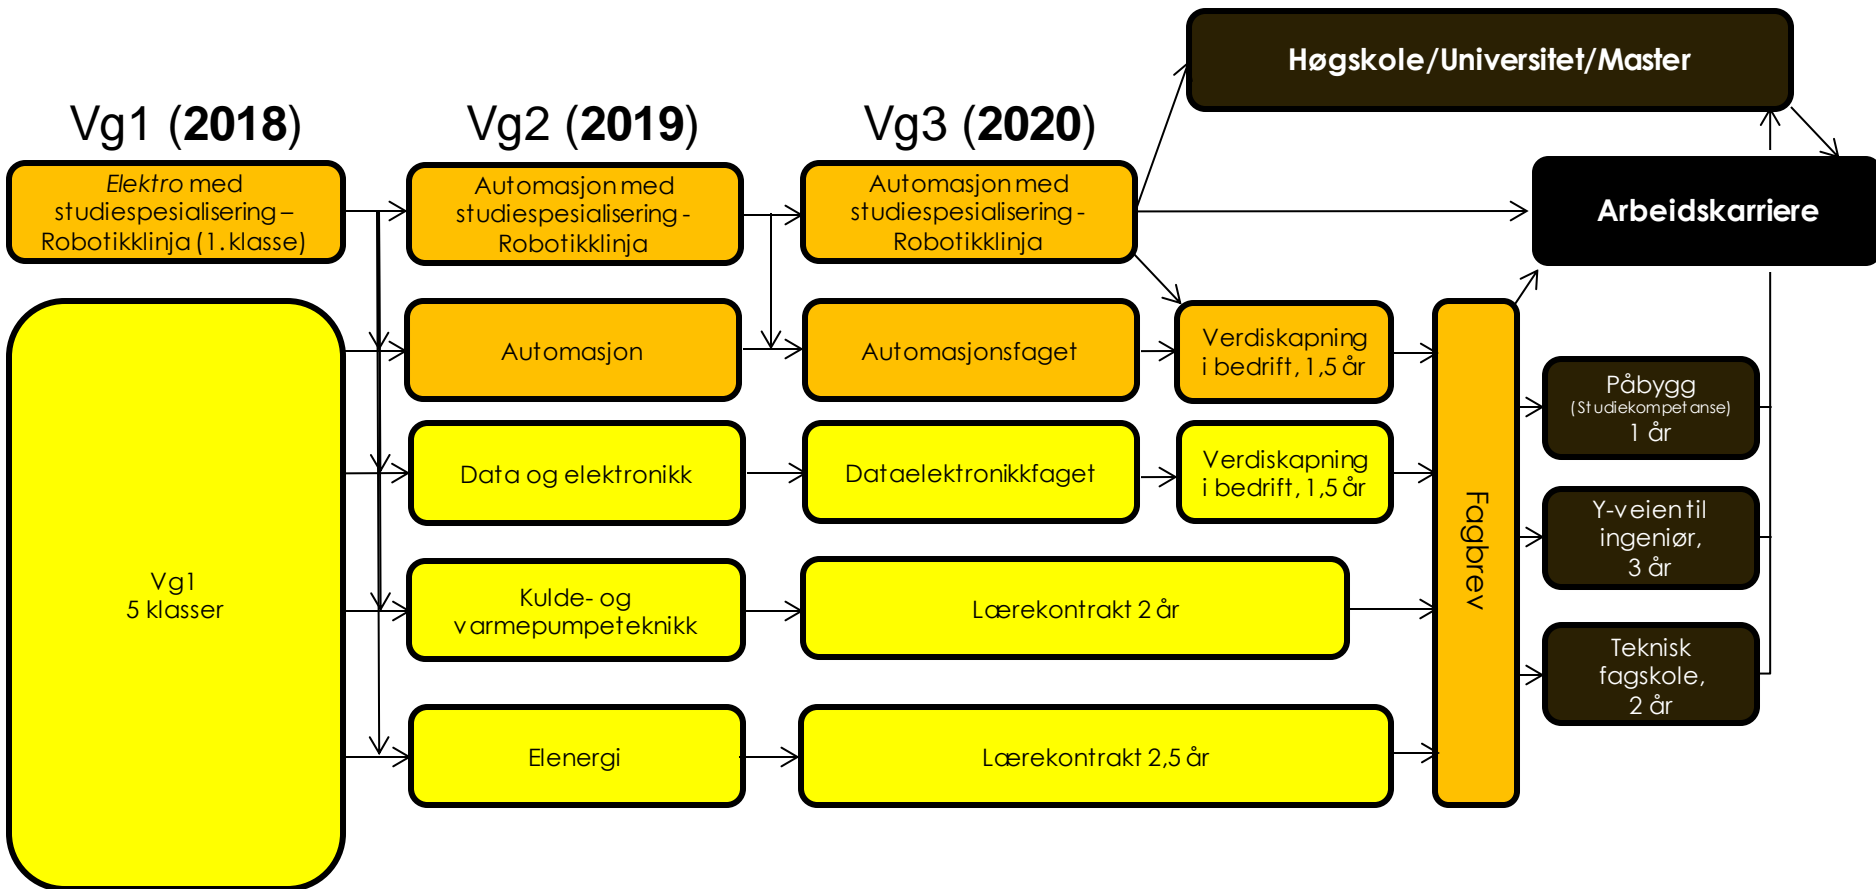 Høgskole/Universitet/Master
Vg1 (2018)
Vg2 (2019)
Vg3 (2020)
Elektro med
studiespesialisering –
Robotikklinja (1. klasse)
Automasjon med
studiespesialisering -
Robotikklinja
Automasjon med
studiespesialisering -
Robotikklinja
Arbeidskarriere
Vg1
5 klasser
Automasjon
Automasjonsfaget
Verdiskapning
i bedrift, 1,5 år
Data og elektronikk
Dataelektronikkfaget
Verdiskapning
i bedrift, 1,5 år
Kulde- og
varmepumpeteknikk
Lærekontrakt 2 år
Elenergi
Lærekontrakt 2,5 år
Fagbrev
Påbygg
(Studiekompetanse)
1 år
Y-veien til
ingeniør,
3 år
Teknisk
fagskole,
2 år